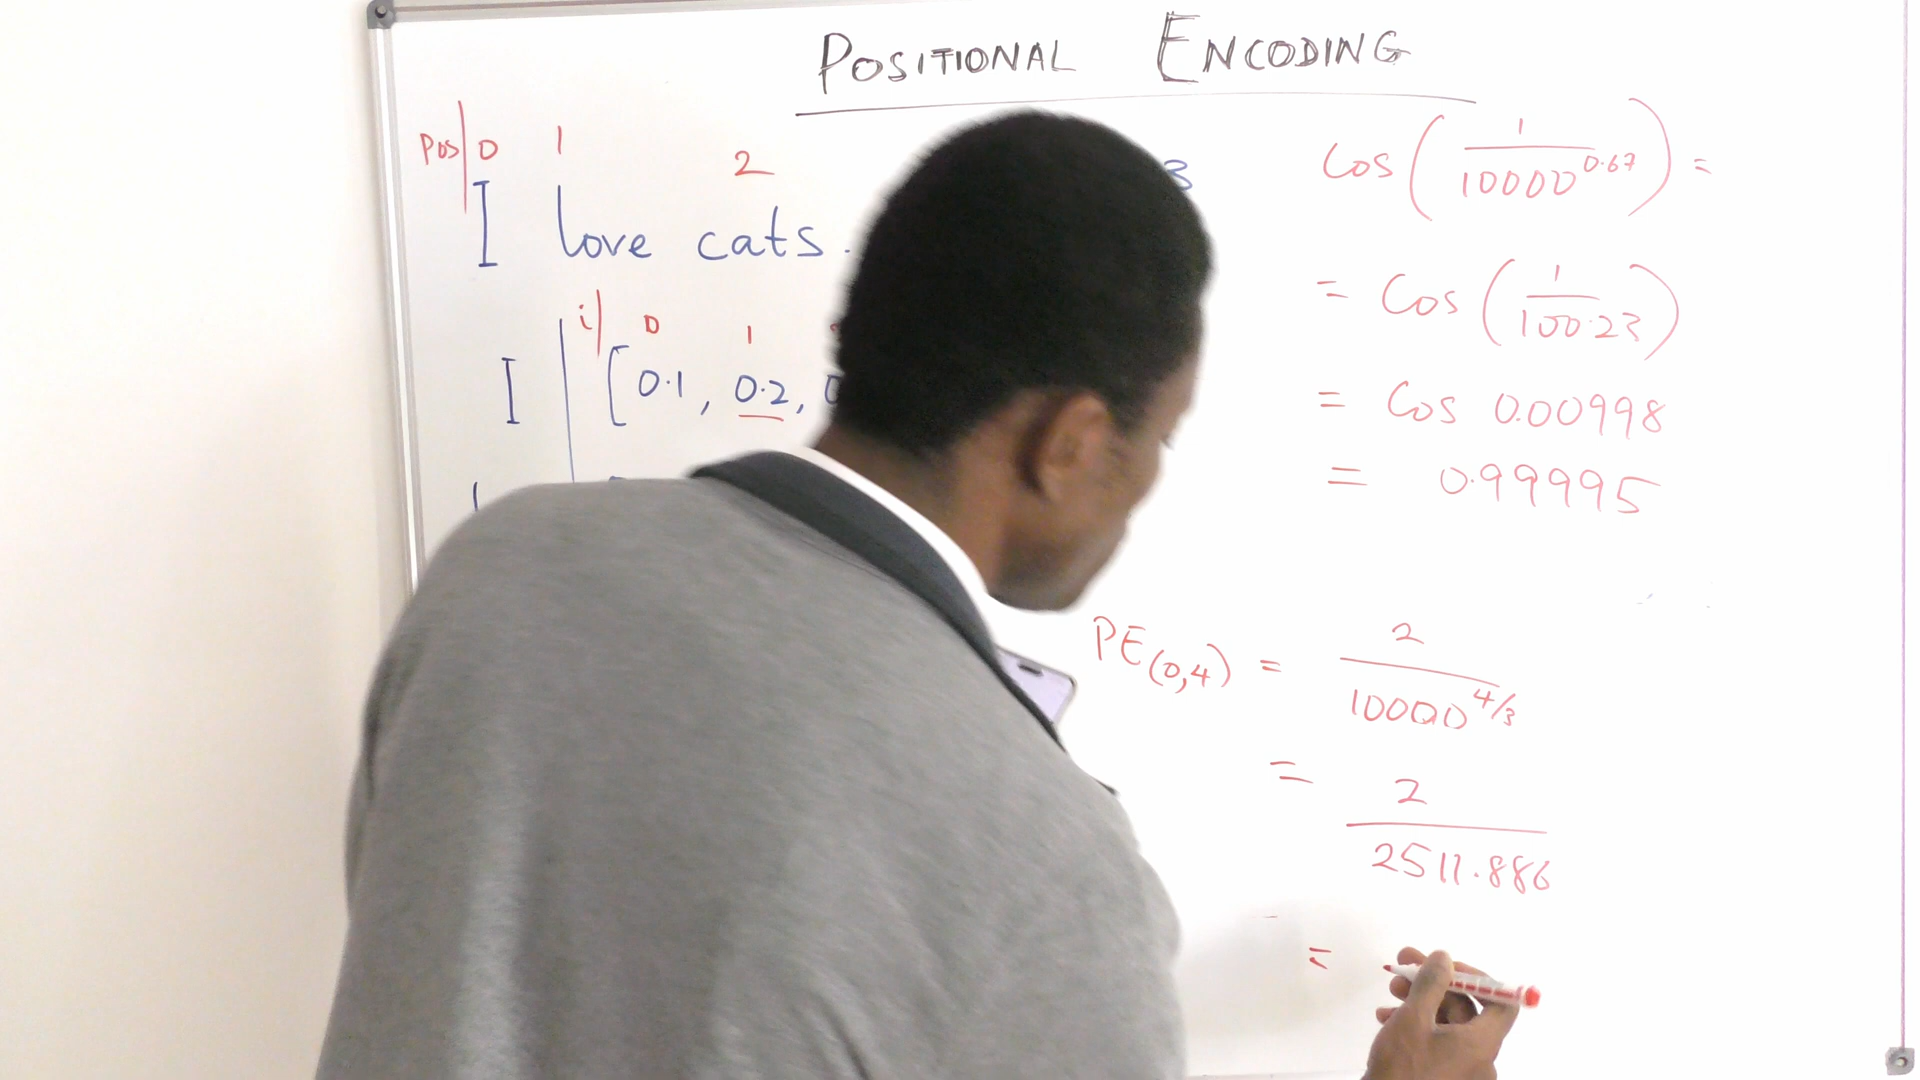 POSITIONAL ENCODING
Pos 0 1 2 3
I love cats.
i 0 1
I [0.1, 0.2, 0
cos(1/10000^0.67) =
= Cos(1/100.23)
= Cos 0.00998
= 0.99995
PE(0,4) = 2/10000^4/3
= 2/2511.886
=